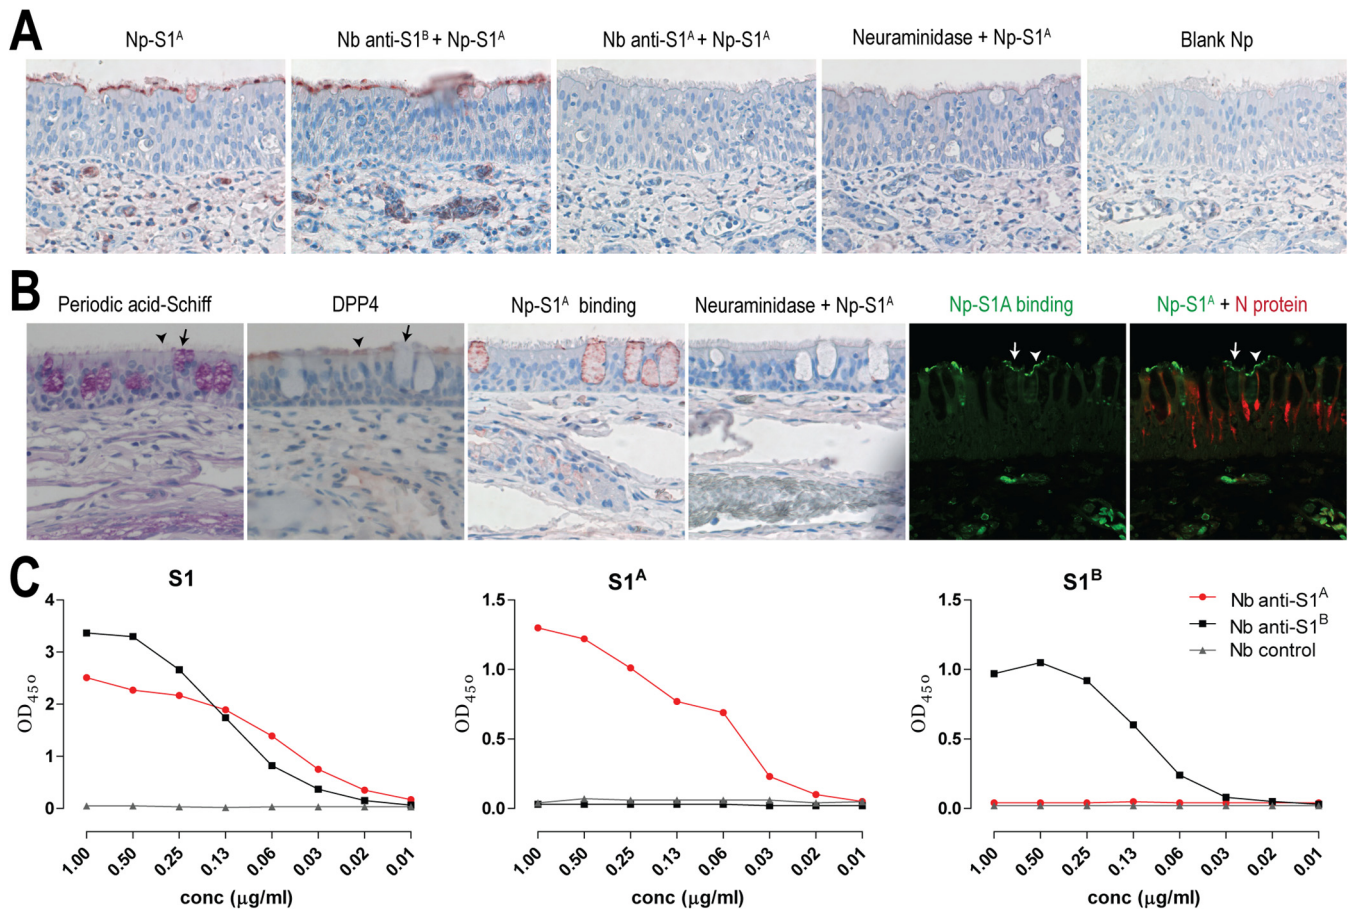 A
Np-S1ᴬ
Nb anti-S1ᴮ + Np-S1ᴬ
Nb anti-S1ᴬ + Np-S1ᴬ
Neuraminidase + Np-S1ᴬ
Blank Np
B
Periodic acid-Schiff
DPP4
Np-S1ᴬ binding
Neuraminidase + Np-S1ᴬ
Np-S1A binding
Np-S1ᴬ + N protein
C
S1
4
3
2
1
0
OD₄₅₀
1.00 0.50 0.25 0.13 0.06 0.03 0.02 0.01
conc (μg/ml)
S1ᴬ
1.5
1.0
0.5
0.0
OD₄₅₀
1.00 0.50 0.25 0.13 0.06 0.03 0.02 0.01
conc (μg/ml)
S1ᴮ
1.5
1.0
0.5
0.0
OD₄₅₀
1.00 0.50 0.25 0.13 0.06 0.03 0.02 0.01
conc (μg/ml)
Nb anti-S1ᴬ
Nb anti-S1ᴮ
Nb control